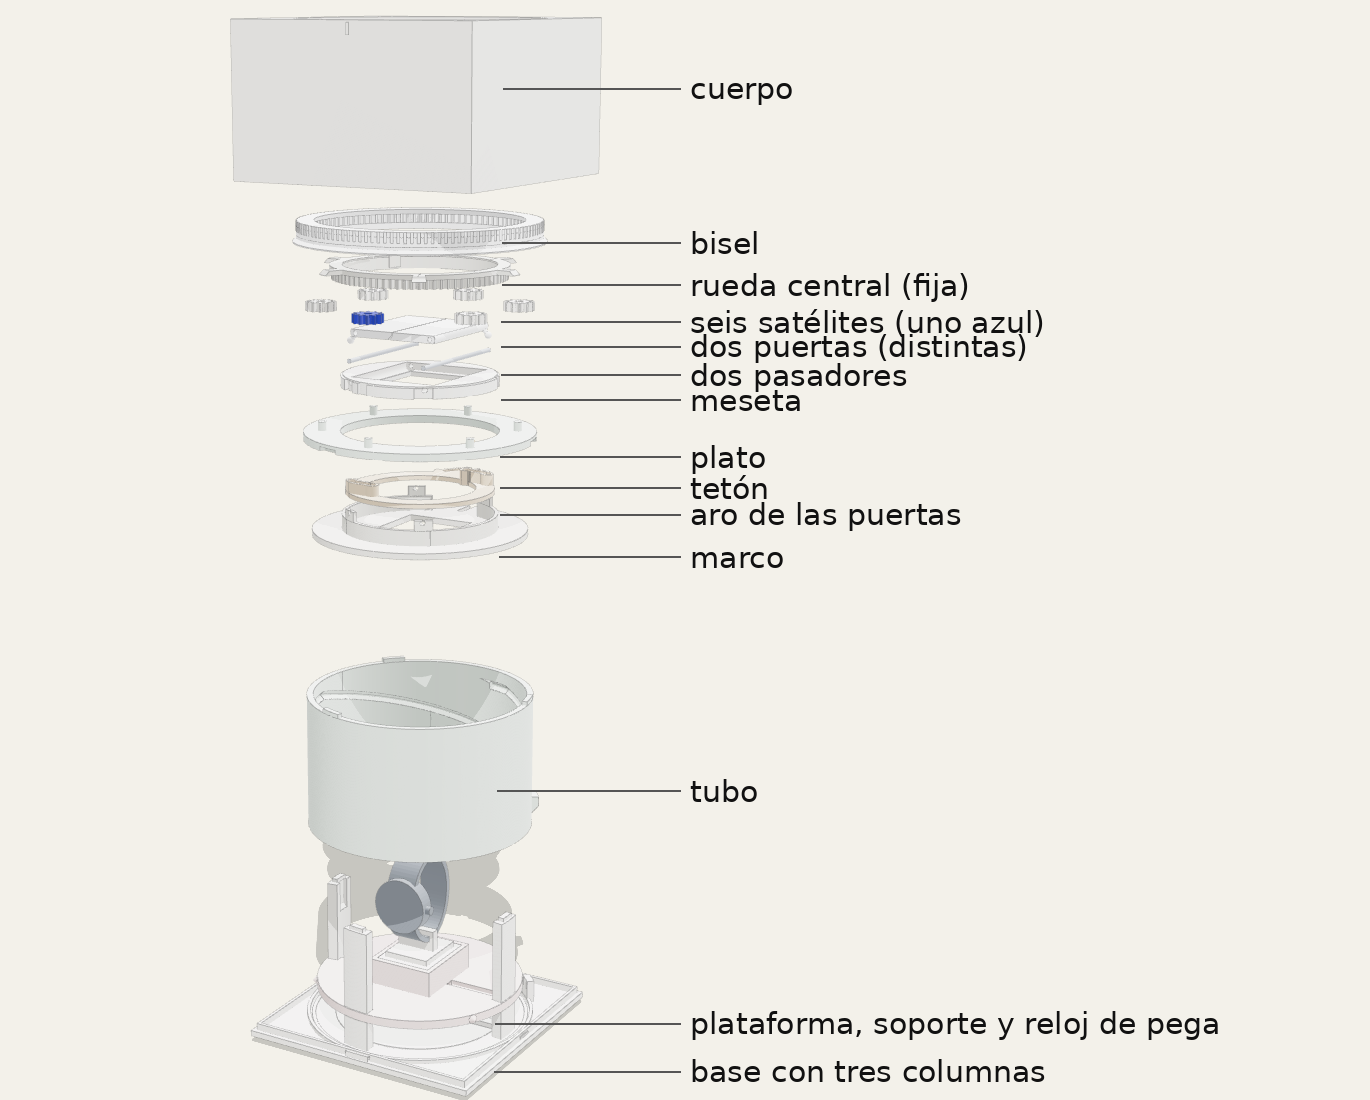 cuerpo
bisel
rueda central (fija)
seis satélites (uno azul)
dos puertas (distintas)
dos pasadores
meseta
plato
tetón
aro de las puertas
marco
tubo
plataforma, soporte y reloj de pega
base con tres columnas